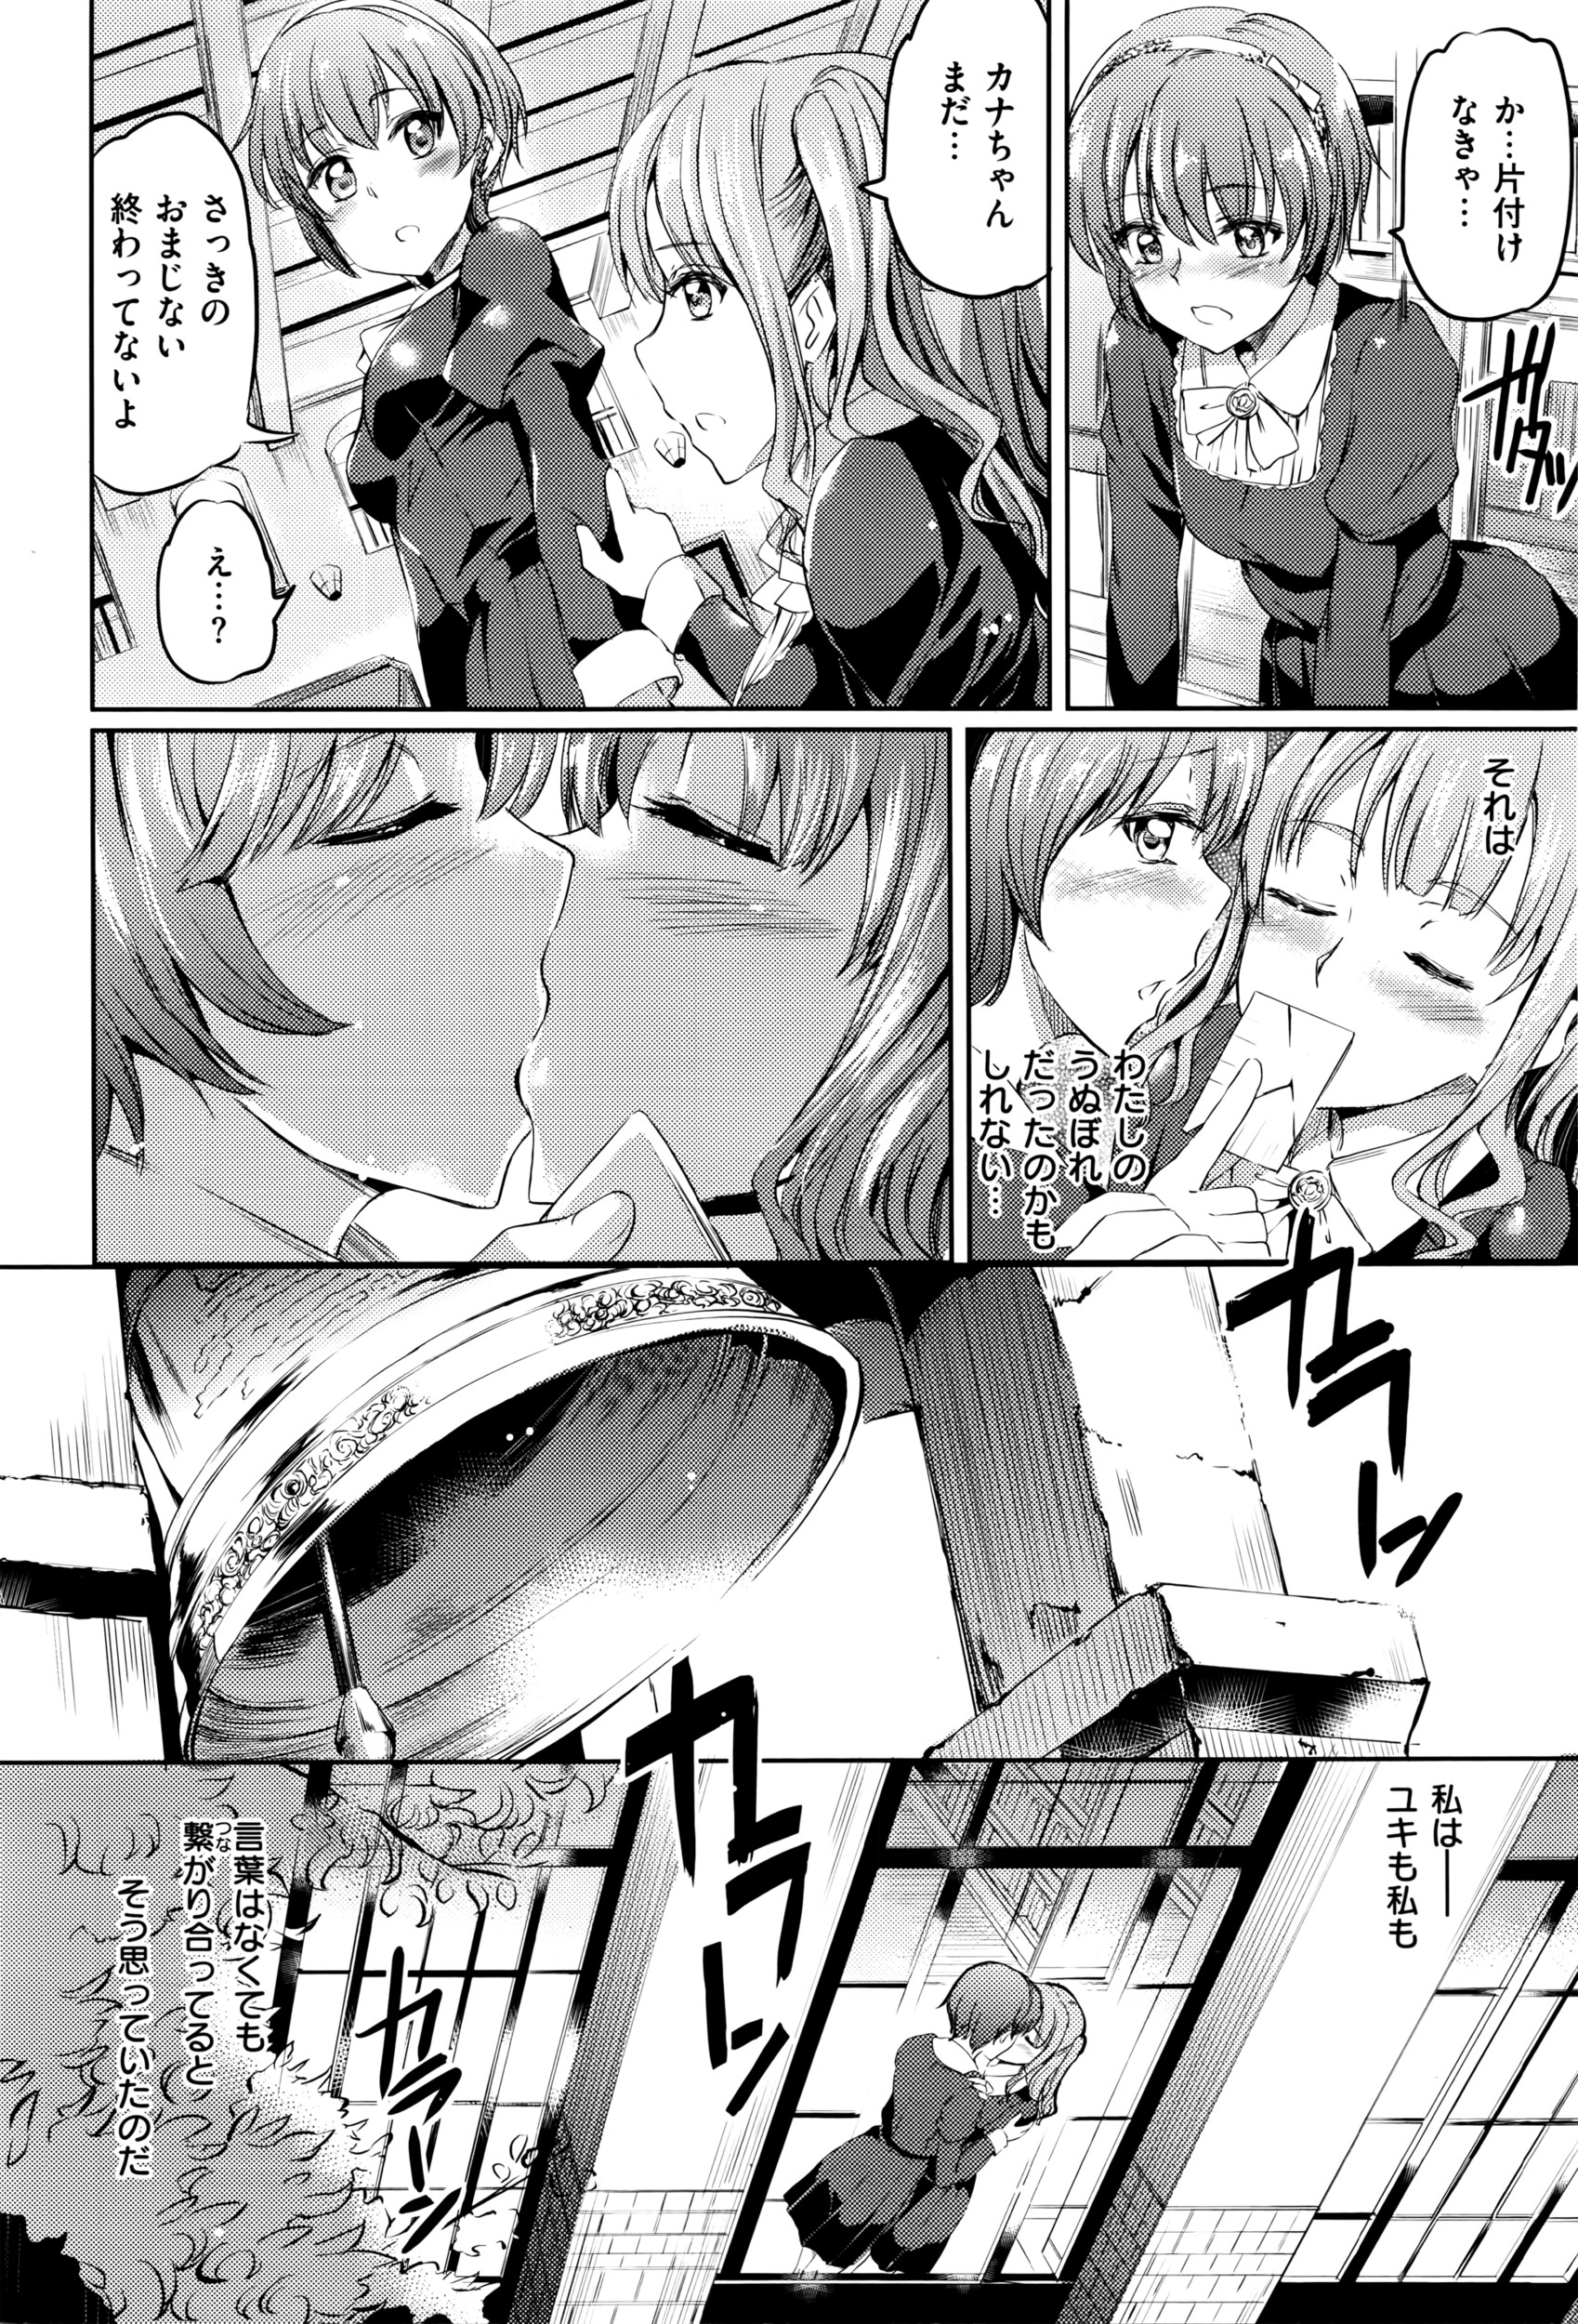 か…片付け
なきゃ…
ガタッ
カナちゃん
まだ…
さっきの
おまじない
終わってないよ
え…？
それは
わたしの
うぬぼれ
だったのかも
しれない…
カラッ
カラッ
私は――
ユキも私も
カラーン
言葉はなくても
繋がり合ってると
つな
そう思っていたのだ